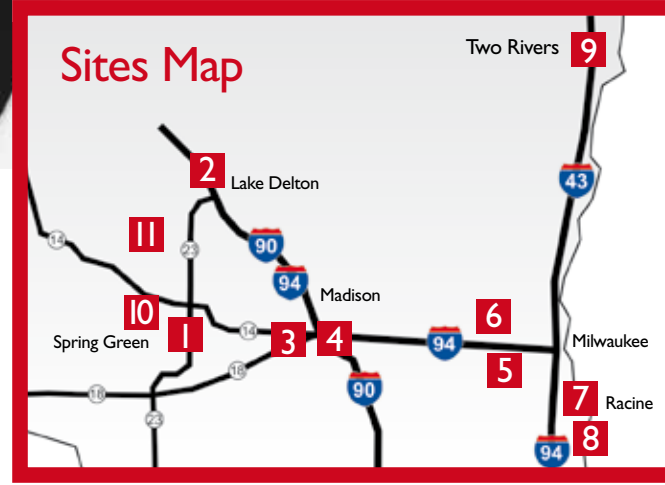 Sites Map
Two Rivers 9
43
2
Lake Delton
11
23
14
90
94
Madison
10
6
Spring Green 1
14
3
4
94
Milwaukee
5
18
90
18
7 Racine
23
8
94